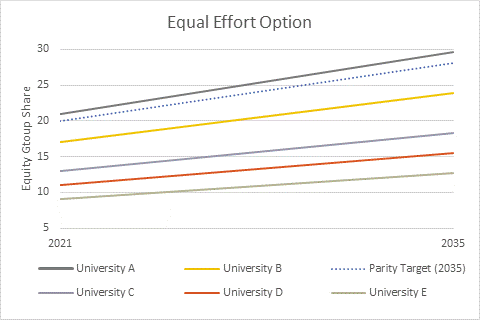 Equal Effort Option
Equity Gtoup Share
30
25
20
15
10
5
2021 2035
University A University B Parity Target (2035)
University C University D University E